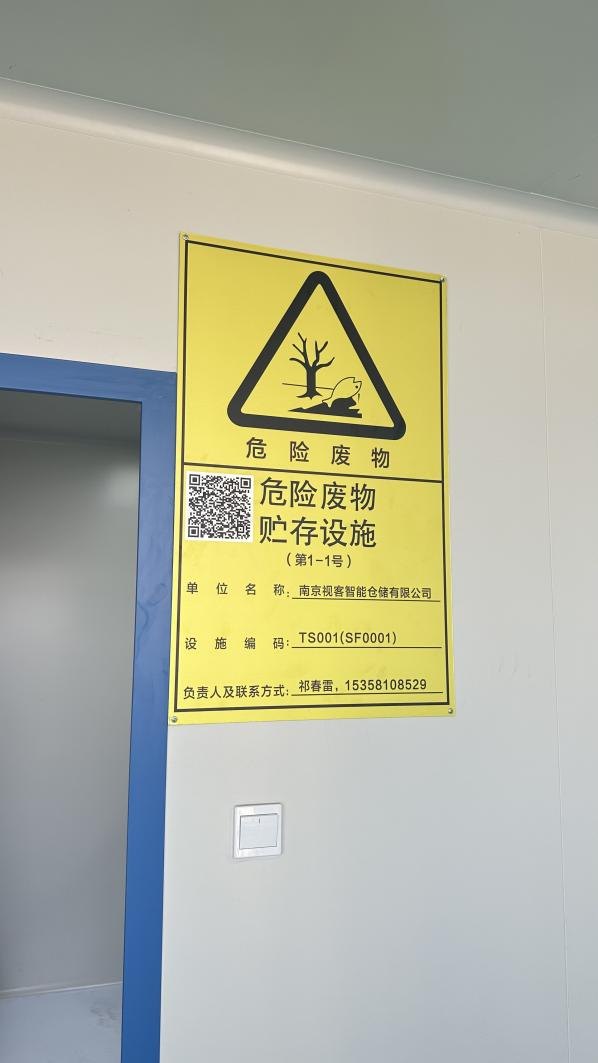 危险废物
危险废物
贮存设施
（第1-1号）
单位名称：南京视客智能仓储有限公司
设施编码：TS001(SF0001)
负责人及联系方式：祁春雷，15358108529